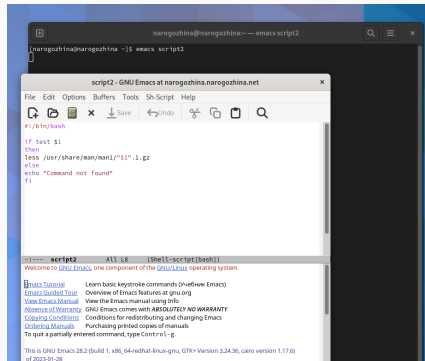 narogozhina@narogozhina:~ — emacs script2
[narogozhina@narogozhina ~]$ emacs script2
script2 - GNU Emacs at narogozhina.narogozhina.net
File Edit Options Buffers Tools Sh-Script Help
Save Undo
#!/bin/bash
if test $1
then
less /usr/share/man/man1/"$1".1.gz
else
echo "Command not found"
fi
-:--- script2 All L8 (Shell-script[bash])
Welcome to GNU Emacs, one component of the GNU/Linux operating system.
Emacs Tutorial Learn basic keystroke commands (Учебник Emacs)
Emacs Guided Tour Overview of Emacs features at gnu.org
View Emacs Manual View the Emacs manual using Info
Absence of Warranty GNU Emacs comes with ABSOLUTELY NO WARRANTY
Copying Conditions Conditions for redistributing and changing Emacs
Ordering Manuals Purchasing printed copies of manuals
To quit a partially entered command, type Control-g.
This is GNU Emacs 28.2 (build 1, x86_64-redhat-linux-gnu, GTK+ Version 3.24.36, cairo version 1.17.6)
of 2023-01-28